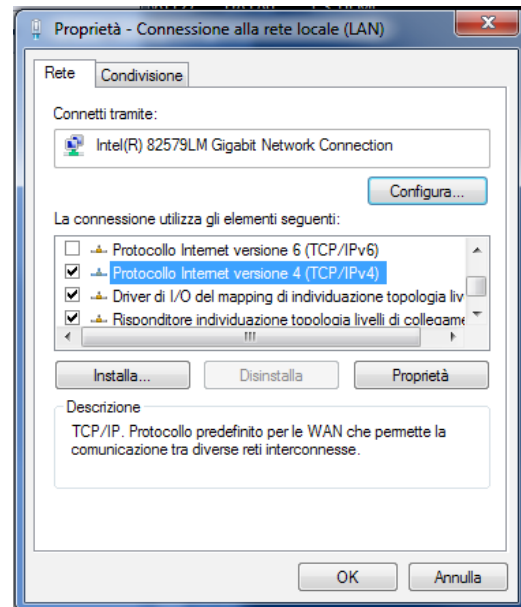 Proprietà - Connessione alla rete locale (LAN)
Rete
Condivisione
Connetti tramite:
Intel(R) 82579LM Gigabit Network Connection
Configura...
La connessione utilizza gli elementi seguenti:
Protocollo Internet versione 6 (TCP/IPv6)
Protocollo Internet versione 4 (TCP/IPv4)
Driver di I/O del mapping di individuazione topologia liv
Risponditore individuazione topologia livelli di collegame
Installa...
Disinstalla
Proprietà
Descrizione
TCP/IP. Protocollo predefinito per le WAN che permette la
comunicazione tra diverse reti interconnesse.
OK
Annulla